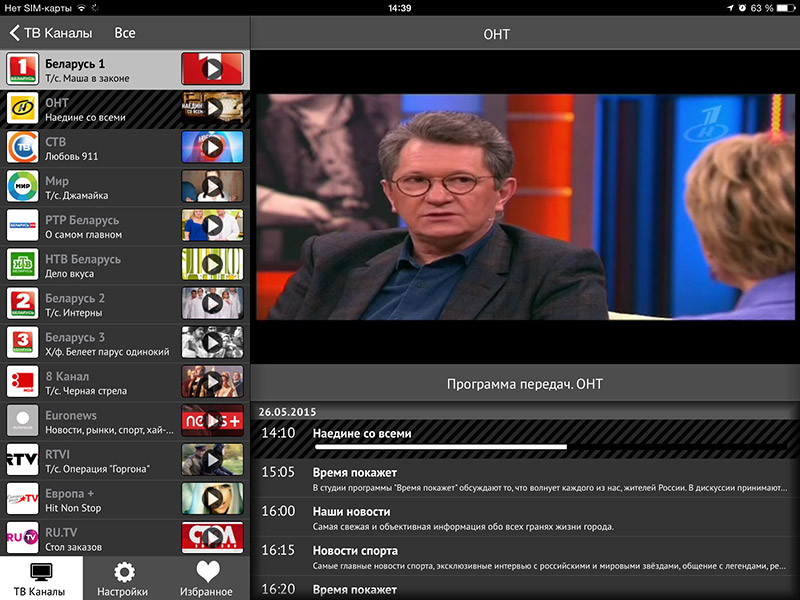 Нет SIM-карты
14:39
63 %
ТВ Каналы
Все
ОНТ
Беларусь 1
Т/с. Маша в законе
ОНТ
Наедине со всеми
СТВ
Любовь 911
Мир
Т/с. Джамайка
РТР Беларусь
О самом главном
НТВ Беларусь
Дело вкуса
Беларусь 2
Т/с. Интерны
Беларусь 3
Х/ф. Белеет парус одинокий
8 Канал
Т/с. Черная стрела
Euronews
Новости, рынки, спорт, хай-...
RTVI
Т/с. Операция "Горгона"
Европа +
Hit Non Stop
RU.TV
Стол заказов
ТВ Каналы
Настройки
Избранное
Программа передач. ОНТ
26.05.2015
14:10 Наедине со всеми
15:05 Время покажет
В студии программы "Время покажет" обсуждают то, что волнует каждого из нас, жителей России. В дискуссии принимают...
16:00 Наши новости
Самая свежая и объективная информация обо всех гранях жизни города.
16:15 Новости спорта
Самые главные новости спорта, эксклюзивные интервью с российскими и мировыми звёздами, общение с легендами, ре...
16:20 Время покажет